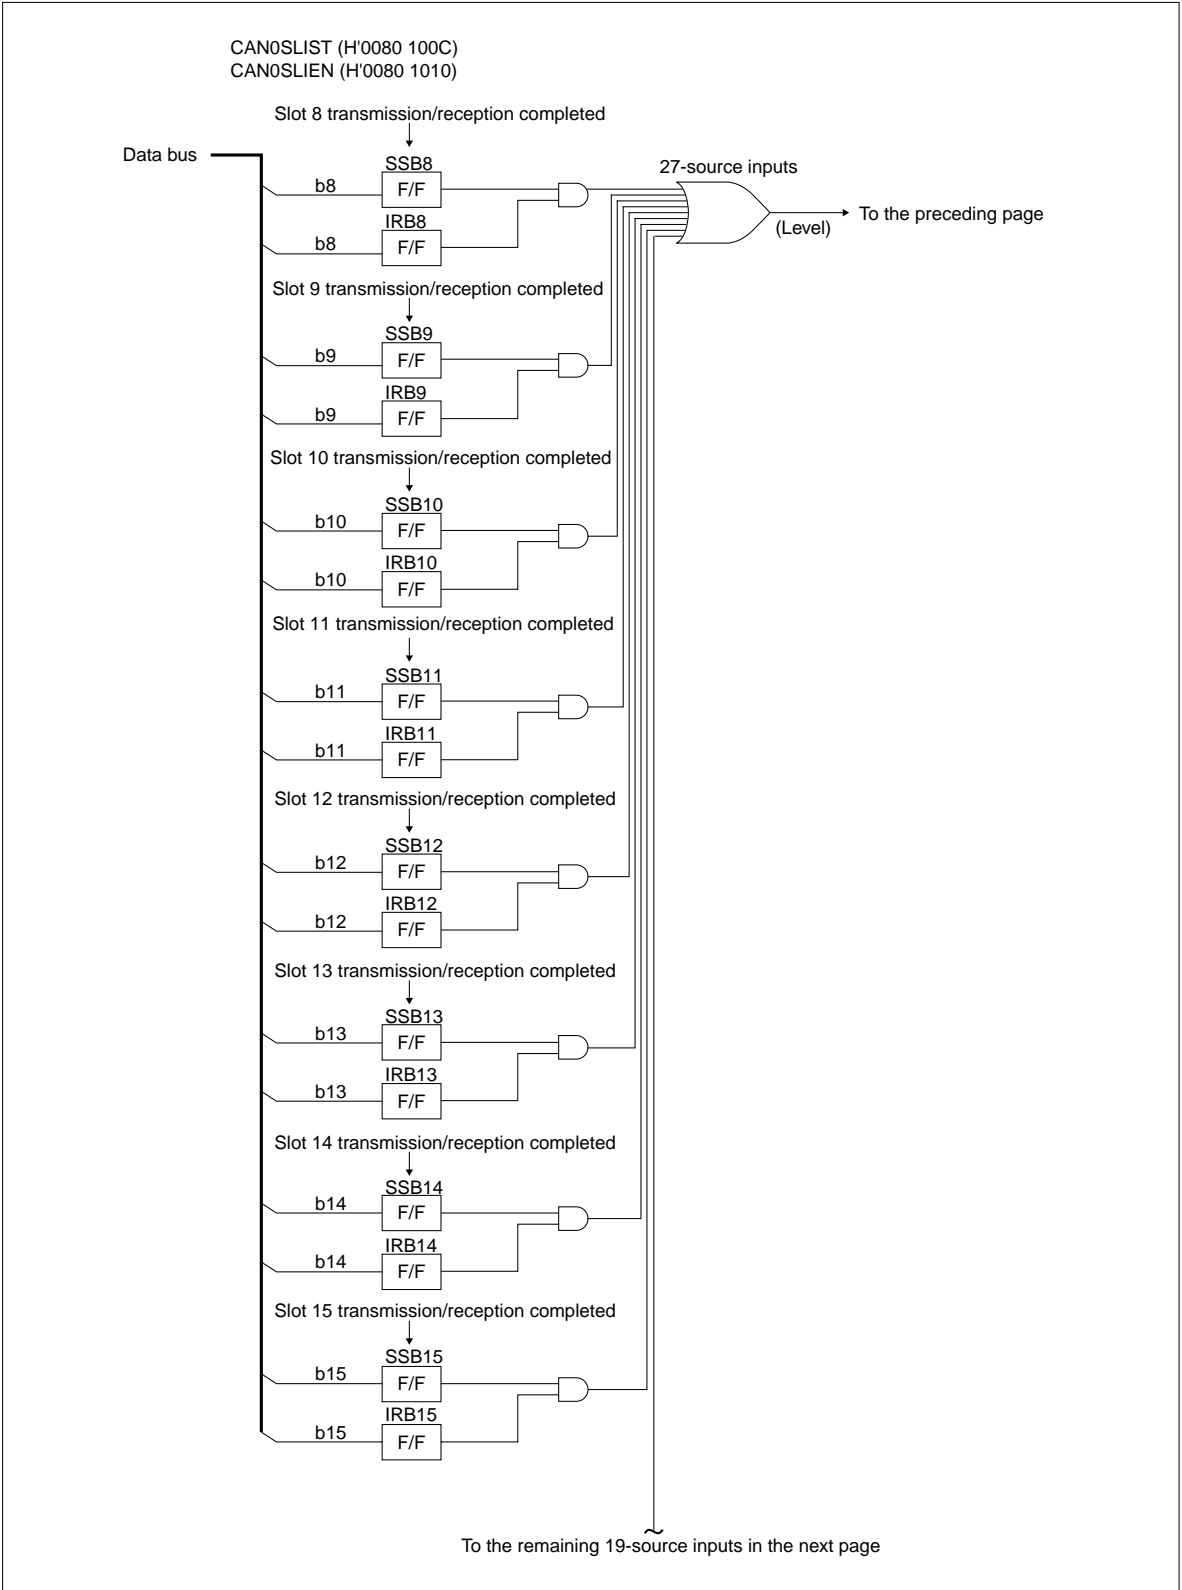 CAN0SLIST (H'0080 100C)
CAN0SLIEN (H'0080 1010)
Slot 8 transmission/reception completed
Data bus
SSB8
27-source inputs
b8
F/F
To the preceding page
(Level)
IRB8
b8
F/F
Slot 9 transmission/reception completed
SSB9
b9
F/F
IRB9
b9
F/F
Slot 10 transmission/reception completed
SSB10
b10
F/F
IRB10
b10
F/F
Slot 11 transmission/reception completed
SSB11
b11
F/F
IRB11
b11
F/F
Slot 12 transmission/reception completed
SSB12
b12
F/F
IRB12
b12
F/F
Slot 13 transmission/reception completed
SSB13
b13
F/F
IRB13
b13
F/F
Slot 14 transmission/reception completed
SSB14
b14
F/F
IRB14
b14
F/F
Slot 15 transmission/reception completed
SSB15
b15
F/F
IRB15
b15
F/F
To the remaining 19-source inputs in the next page